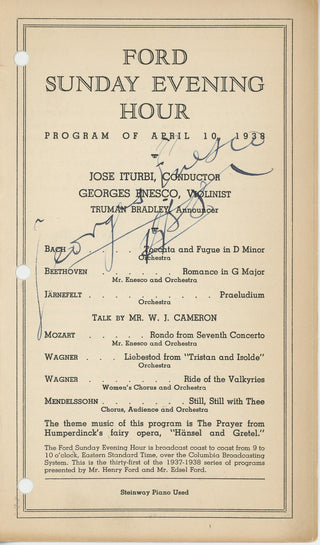 FORD
SUNDAY EVENING
HOUR
PROGRAM OF APRIL 10, 1938
JOSE ITURBI, CONDUCTOR
GEORGES ENESCO, VIOLINIST
TRUMAN BRADLEY, Announcer
Georges Enesco
BACH . . . Toccata and Fugue in D Minor
Orchestra
BEETHOVEN . . . . . . Romance in G Major
Mr. Enesco and Orchestra
JÄRNEFELT . . . . . . . . . Praeludium
Orchestra
TALK BY MR. W. J. CAMERON
MOZART . . . . . Rondo from Seventh Concerto
Mr. Enesco and Orchestra
WAGNER . . . Liebestod from "Tristan and Isolde"
Orchestra
WAGNER . . . . . . . Ride of the Valkyries
Women's Chorus and Orchestra
MENDELSSOHN . . . . . Still, Still with Thee
Chorus, Audience and Orchestra
The theme music of this program is The Prayer from
Humperdinck's fairy opera, "Hänsel and Gretel."
The Ford Sunday Evening Hour is broadcast coast to coast from 9 to
10 o'clock, Eastern Standard Time, over the Columbia Broadcasting
System. This is the thirty-first of the 1937-1938 series of programs
presented by Mr. Henry Ford and Mr. Edsel Ford.
Steinway Piano Used